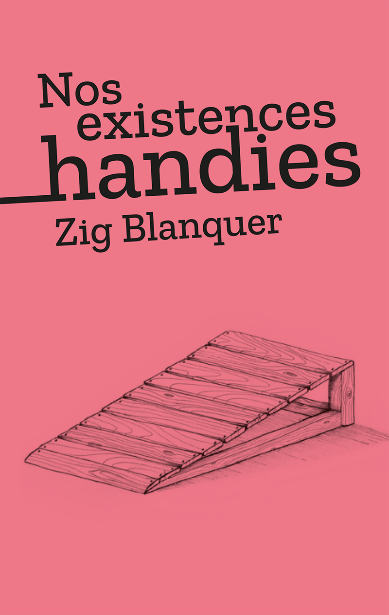 Nos
existences
handies
Zig Blanquer